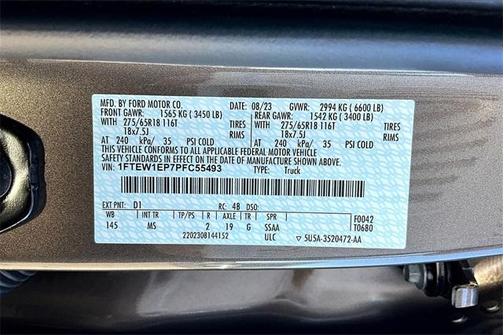 MFD. BY FORD MOTOR CO. 08/23 GVWR: 2994 KG ( 6600 LB)
FRONT GAWR: 1565 KG ( 3450 LB) REAR GAWR: 1542 KG ( 3400 LB)
275/65R18 116T TIRES 275/65R18 116T TIRES
18x7.5J RIMS 18x7.5J RIMS
AT 240 kPa/ 35 PSI COLD AT 240 kPa/ 35 PSI COLD
THIS VEHICLE CONFORMS TO ALL APPLICABLE FEDERAL MOTOR VEHICLE SAFETY AND THEFT PREVENTION STANDARDS IN EFFECT ON THE DATE OF MANUFACTURE SHOWN ABOVE.
VIN: 1FTEW1EP7PFC55493 TYPE: Truck
EXT PNT: D1 RC: 48 DSO:
WB INT TR TP/PS R AXLE TR SPR F0042
145 MS 2 19 G SSAA T0680
2202308144152 ULC ▽ 5U5A-3520472-AA